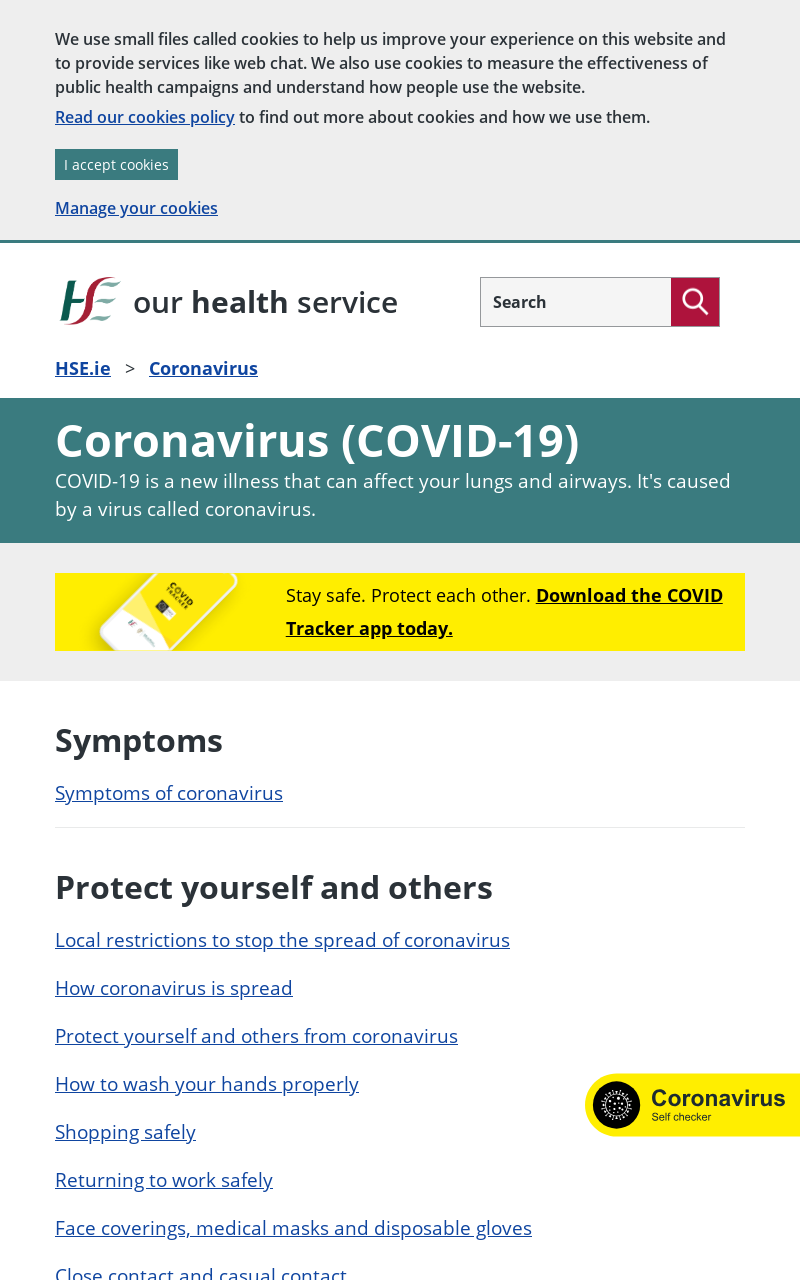 We use small files called cookies to help us improve your experience on this website and
to provide services like web chat. We also use cookies to measure the effectiveness of
public health campaigns and understand how people use the website.
Read our cookies policy to find out more about cookies and how we use them.
I accept cookies
Manage your cookies
HSE our health service
Search
HSE.ie > Coronavirus
Coronavirus (COVID-19)
COVID-19 is a new illness that can affect your lungs and airways. It's caused
by a virus called coronavirus.
COVID
TRACKER
Stay safe. Protect each other. Download the COVID
Tracker app today.
Symptoms
Symptoms of coronavirus
Protect yourself and others
Local restrictions to stop the spread of coronavirus
How coronavirus is spread
Protect yourself and others from coronavirus
How to wash your hands properly
Coronavirus
Self checker
Shopping safely
Returning to work safely
Face coverings, medical masks and disposable gloves
Close contact and casual contact